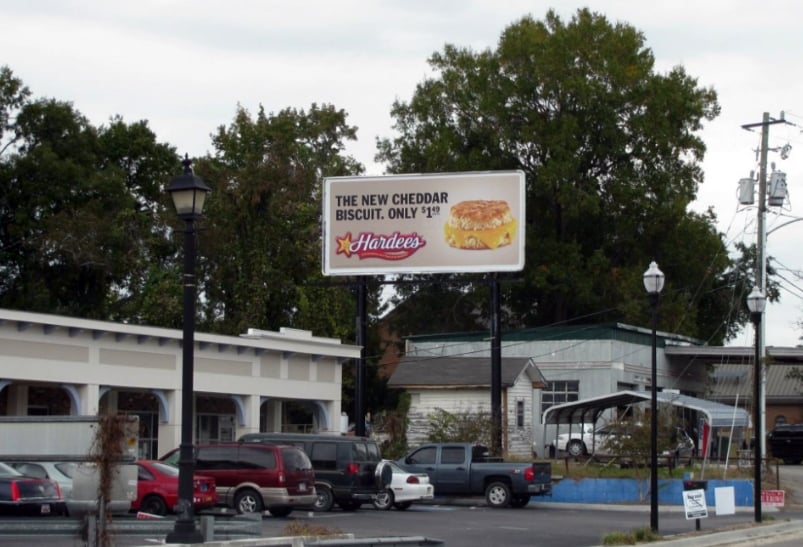 THE NEW CHEDDAR
BISCUIT. ONLY $1.49
Hardee's